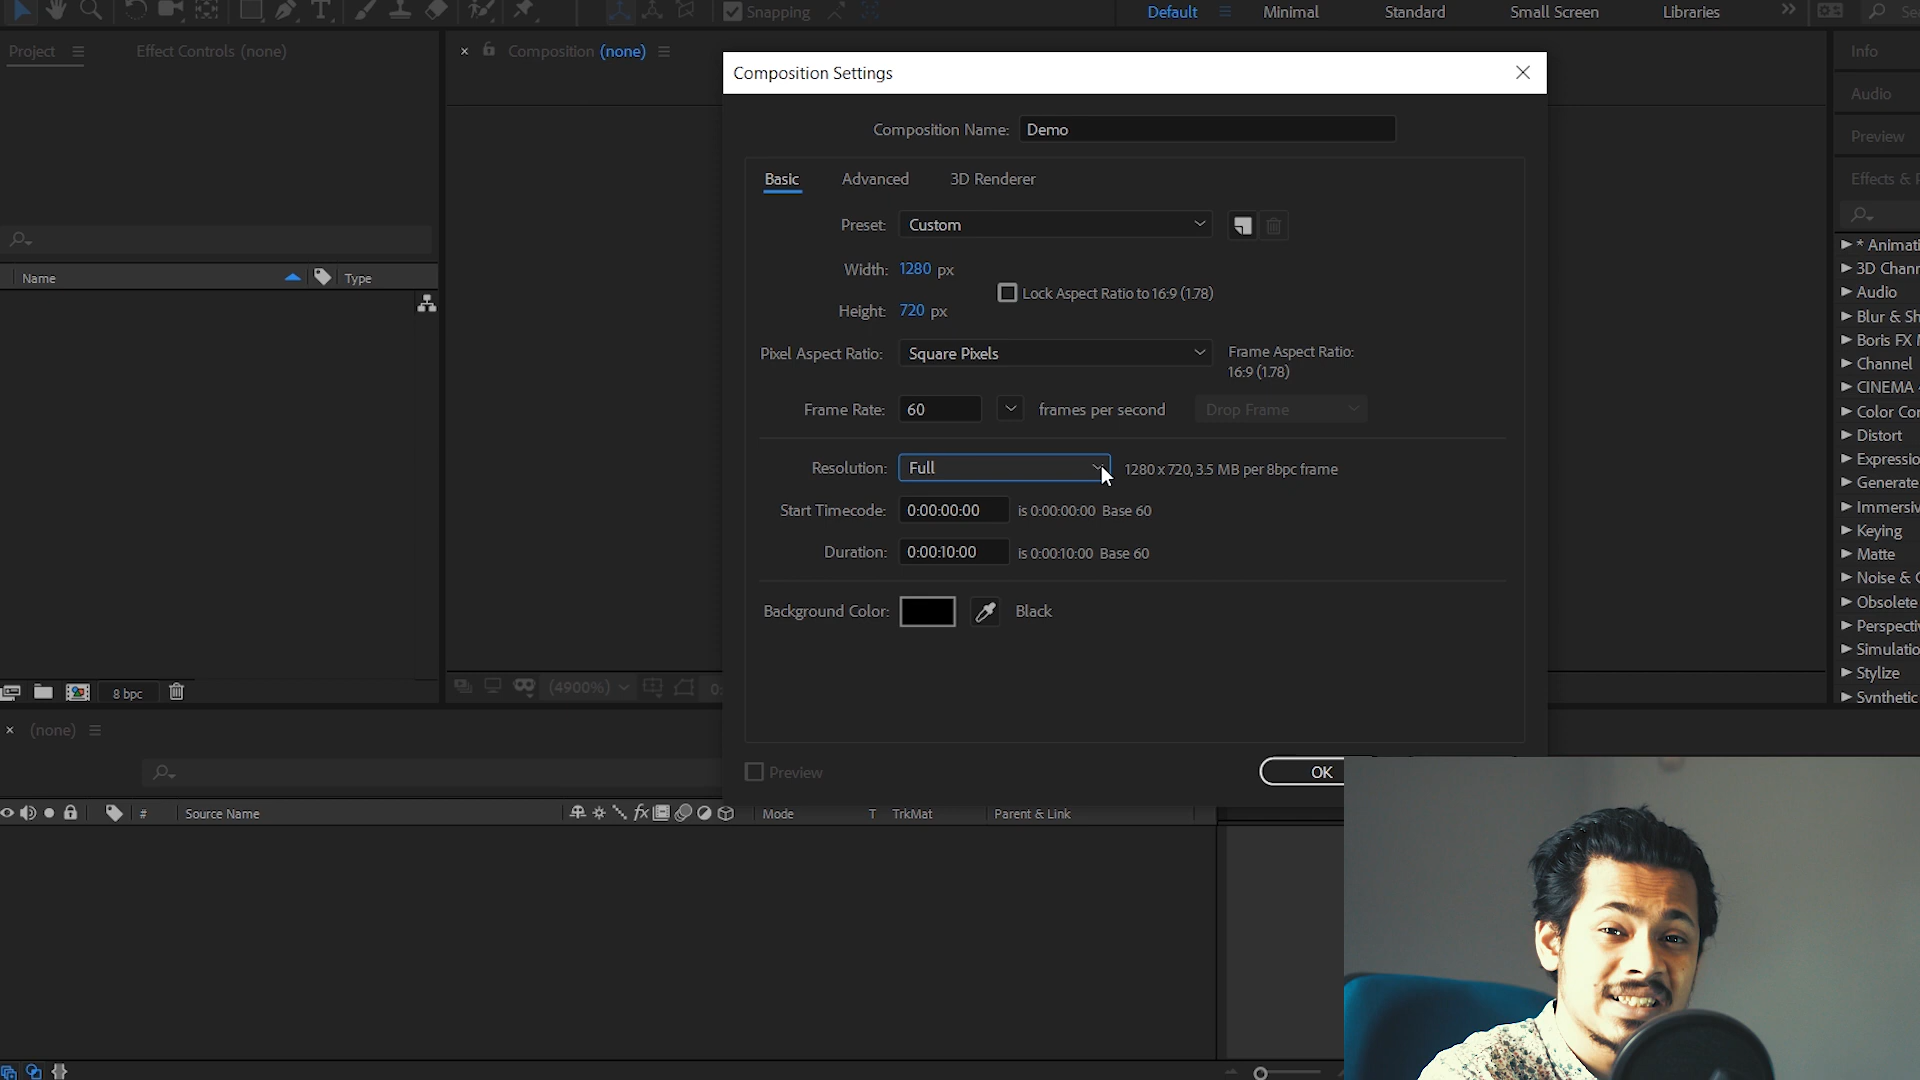 Snapping
Default
Minimal
Standard
Small Screen
Libraries
Project
Effect Controls (none)
Composition (none)
Info
Audio
Preview
Effects &
Composition Settings
Composition Name: Demo
Basic
Advanced
3D Renderer
Preset: Custom
Width: 1280 px
Lock Aspect Ratio to 16:9 (1.78)
Height: 720 px
Pixel Aspect Ratio: Square Pixels
Frame Aspect Ratio:
16:9 (1.78)
Frame Rate: 60 frames per second Drop Frame
Resolution: Full 1280 x 720, 3.5 MB per 8bpc frame
Start Timecode: 0:00:00:00 is 0:00:00:00 Base 60
Duration: 0:00:10:00 is 0:00:10:00 Base 60
Background Color: Black
Preview
OK
Name
Type
8 bpc
(4900%)
* Animati
3D Chann
Audio
Blur & Sh
Boris FX
Channel
CINEMA
Color Cor
Distort
Expressio
Generate
Immersiv
Keying
Matte
Noise &
Obsolete
Perspecti
Simulatio
Stylize
Synthetic
(none)
# Source Name
fx
Mode
T TrkMat
Parent & Link